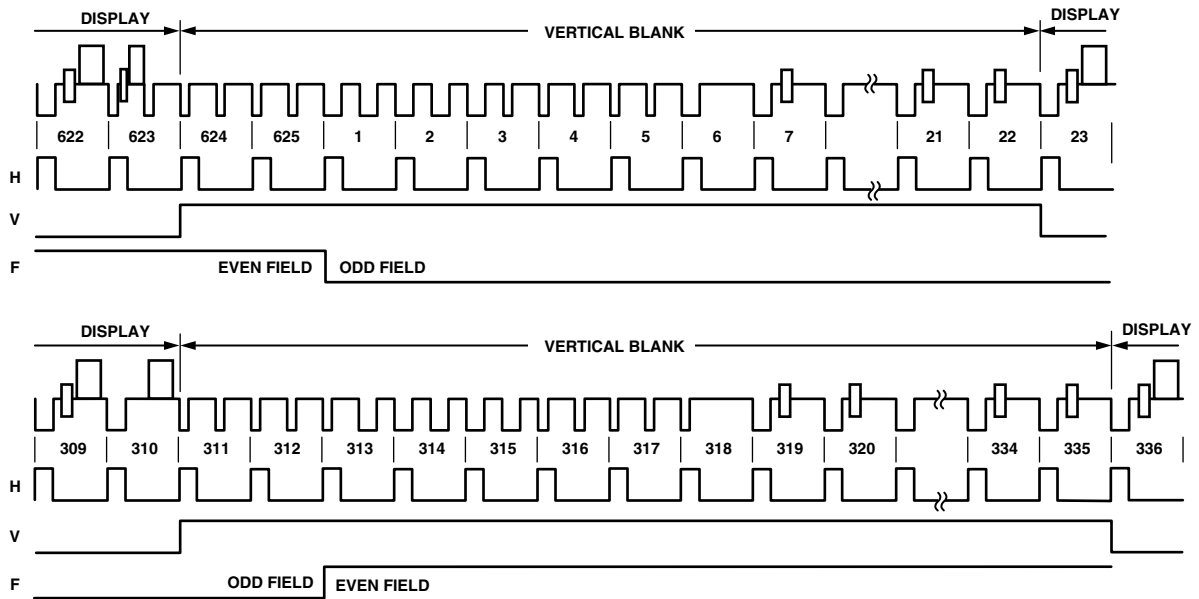 DISPLAY VERTICAL BLANK DISPLAY
622 623 624 625 1 2 3 4 5 6 7 21 22 23
H
V
F EVEN FIELD ODD FIELD
DISPLAY VERTICAL BLANK DISPLAY
309 310 311 312 313 314 315 316 317 318 319 320 334 335 336
H
V
F ODD FIELD EVEN FIELD